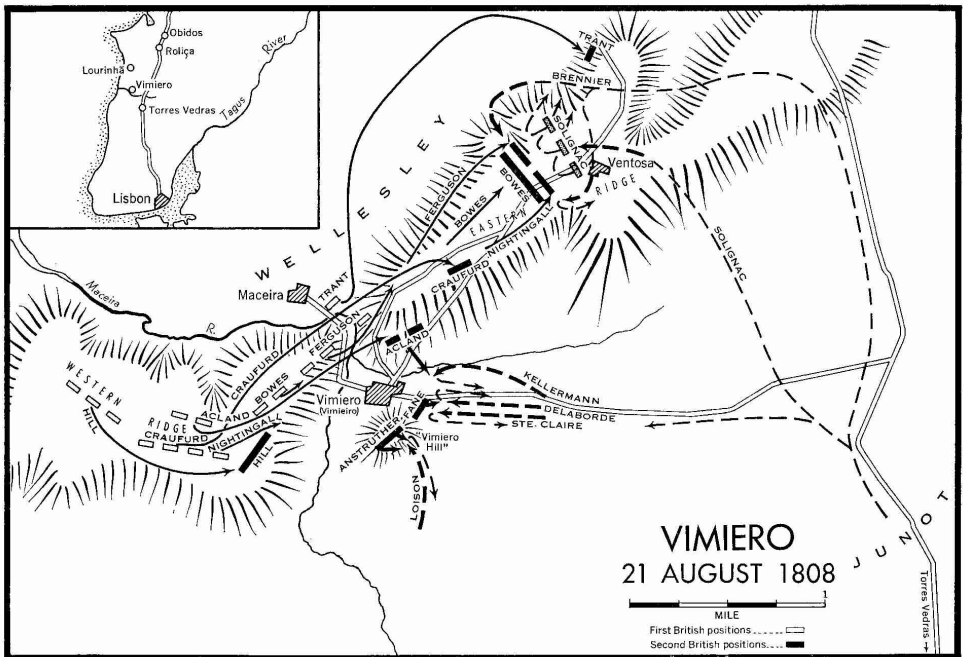 Obidos
Roliça
Lourinhã
Vimiero
Torres Vedras
Tagus
River
Lisbon
TRANT
BRENNIER
SOLIGNAC
Ventosa
FERGUSON
BOWES
BOWES
EASTERN
RIDGE
NIGHTINGALL
CRAUFURD
SOLIGNAC
WELLESLEY
Maceira
TRANT
Maceira
R.
FERGUSON
CRAUFURD
ACLAND
BOWES
ACLAND
WESTERN
RIDGE
HILL
CRAUFURD
NIGHTINGALL
HILL
Vimiero
(Vimieiro)
KELLERMANN
DELABORDE
STE. CLAIRE
FANE
ANSTRUTHER
"Vimiero
Hill"
LOISON
JUNOT
VIMIERO
21 AUGUST 1808
1
MILE
First British positions
Second British positions
Torres Vedras